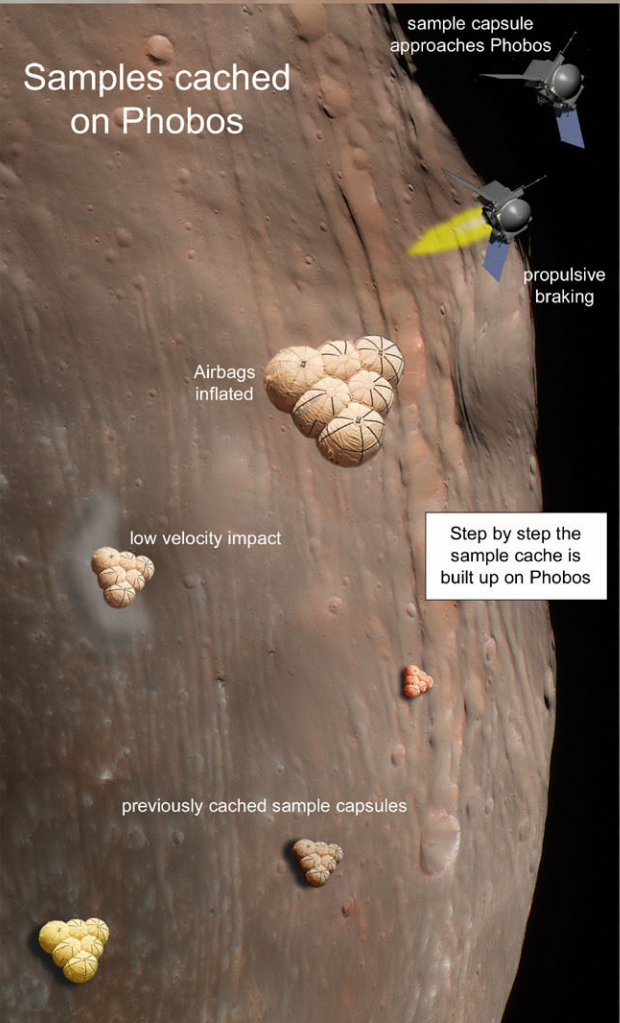 sample capsule
approaches Phobos
Samples cached
on Phobos
propulsive
braking
Airbags
inflated
low velocity impact
Step by step the
sample cache is
built up on Phobos
previously cached sample capsules